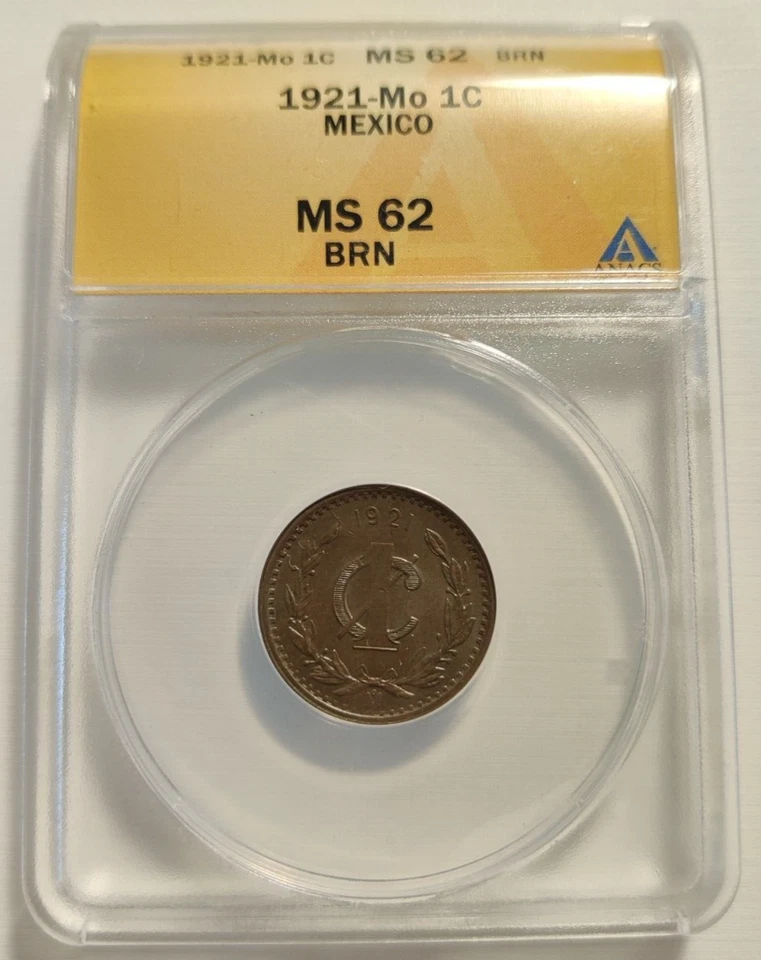 1921-Mo 1C MS 62 BRN
1921-Mo 1C
MEXICO
MS 62
BRN
ANACS
1921
1 C